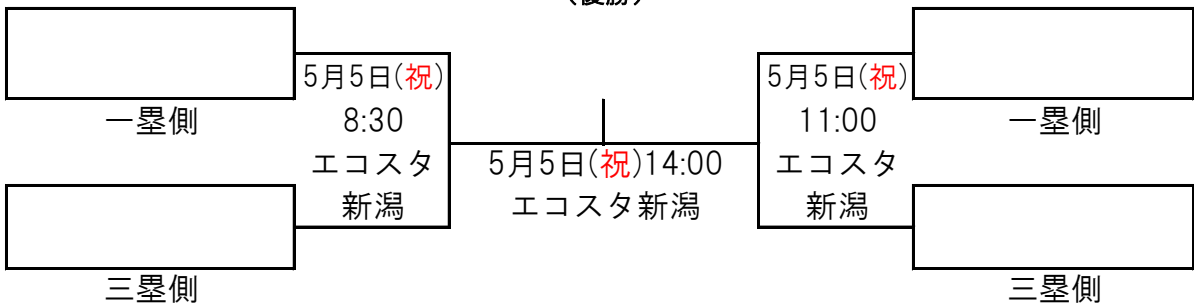 (優勝)
5月5日(祝)
8:30
エコスタ
新潟
一塁側
三塁側
5月5日(祝)14:00
エコスタ新潟
5月5日(祝)
11:00
エコスタ
新潟
一塁側
三塁側